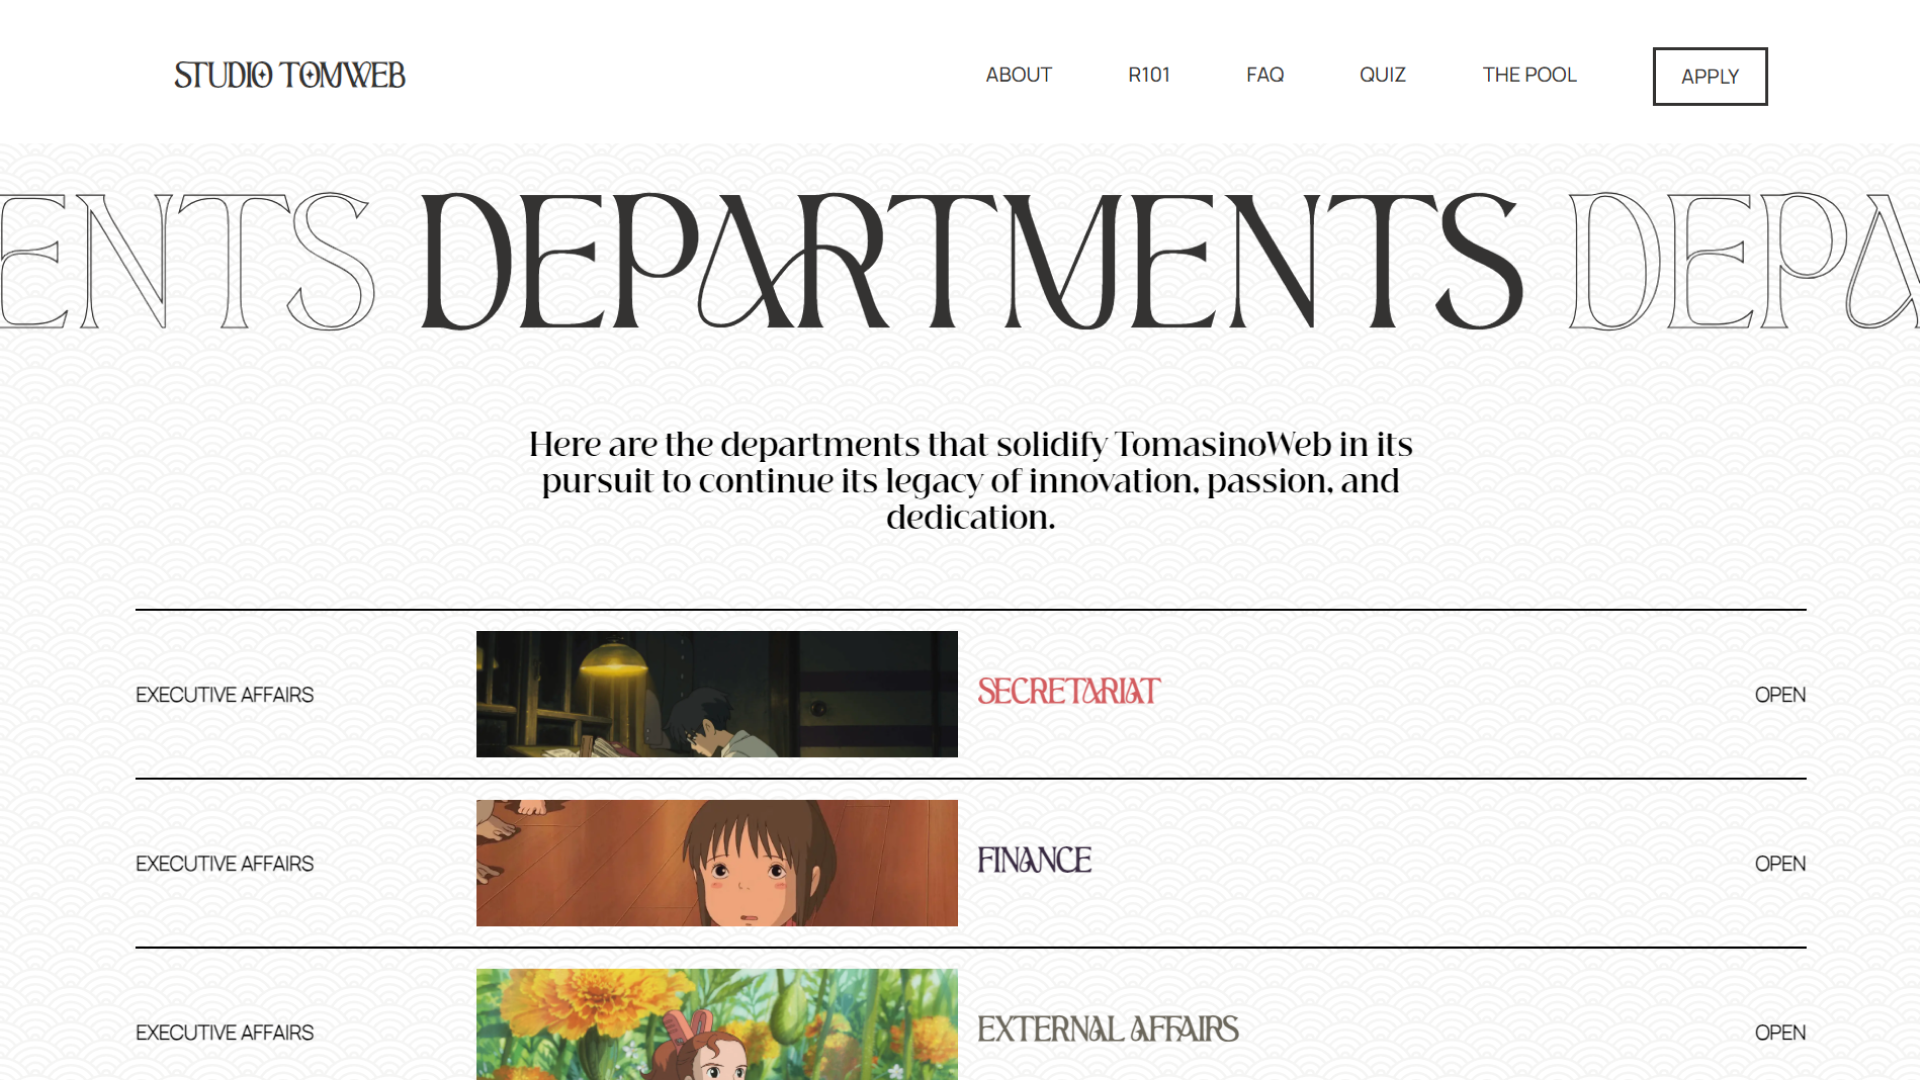 STUDIO TOMWEB
ABOUT R101 FAQ QUIZ THE POOL APPLY
ENTS DEPARTMENTS DEPA
Here are the departments that solidify TomasinoWeb in its
pursuit to continue its legacy of innovation, passion, and
dedication.
EXECUTIVE AFFAIRS SECRETARIAT OPEN
EXECUTIVE AFFAIRS FINANCE OPEN
EXECUTIVE AFFAIRS EXTERNAL AFFAIRS OPEN